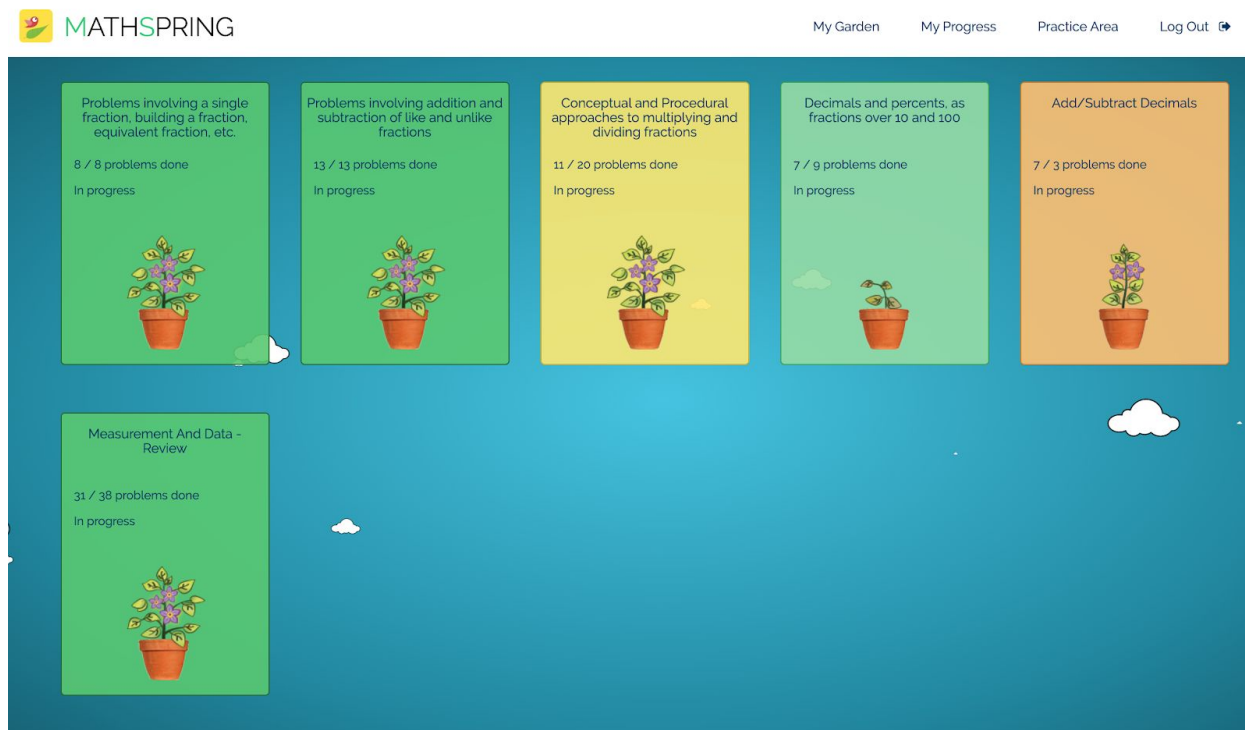 MATHSPRING
My Garden My Progress Practice Area Log Out
Problems involving a single
fraction, building a fraction,
equivalent fraction, etc.
8 / 8 problems done
In progress
Problems involving addition and
subtraction of like and unlike
fractions
13 / 13 problems done
In progress
Conceptual and Procedural
approaches to multiplying and
dividing fractions
11 / 20 problems done
In progress
Decimals and percents, as
fractions over 10 and 100
7 / 9 problems done
In progress
Add/Subtract Decimals
7 / 3 problems done
In progress
Measurement And Data -
Review
31 / 38 problems done
In progress